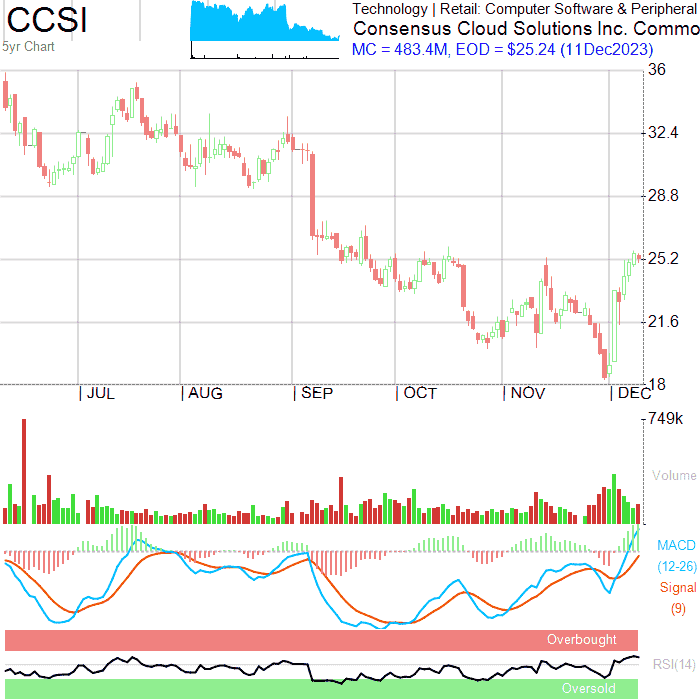 CCSI
5yr Chart
Technology | Retail: Computer Software & Peripheral
Consensus Cloud Solutions Inc. Commo
MC = 483.4M, EOD = $25.24 (11Dec2023)
36
32.4
28.8
25.2
21.6
18
JUL
AUG
SEP
OCT
NOV
DEC
749k
Volume
MACD
(12-26)
Signal
(9)
Overbought
RSI(14)
Oversold